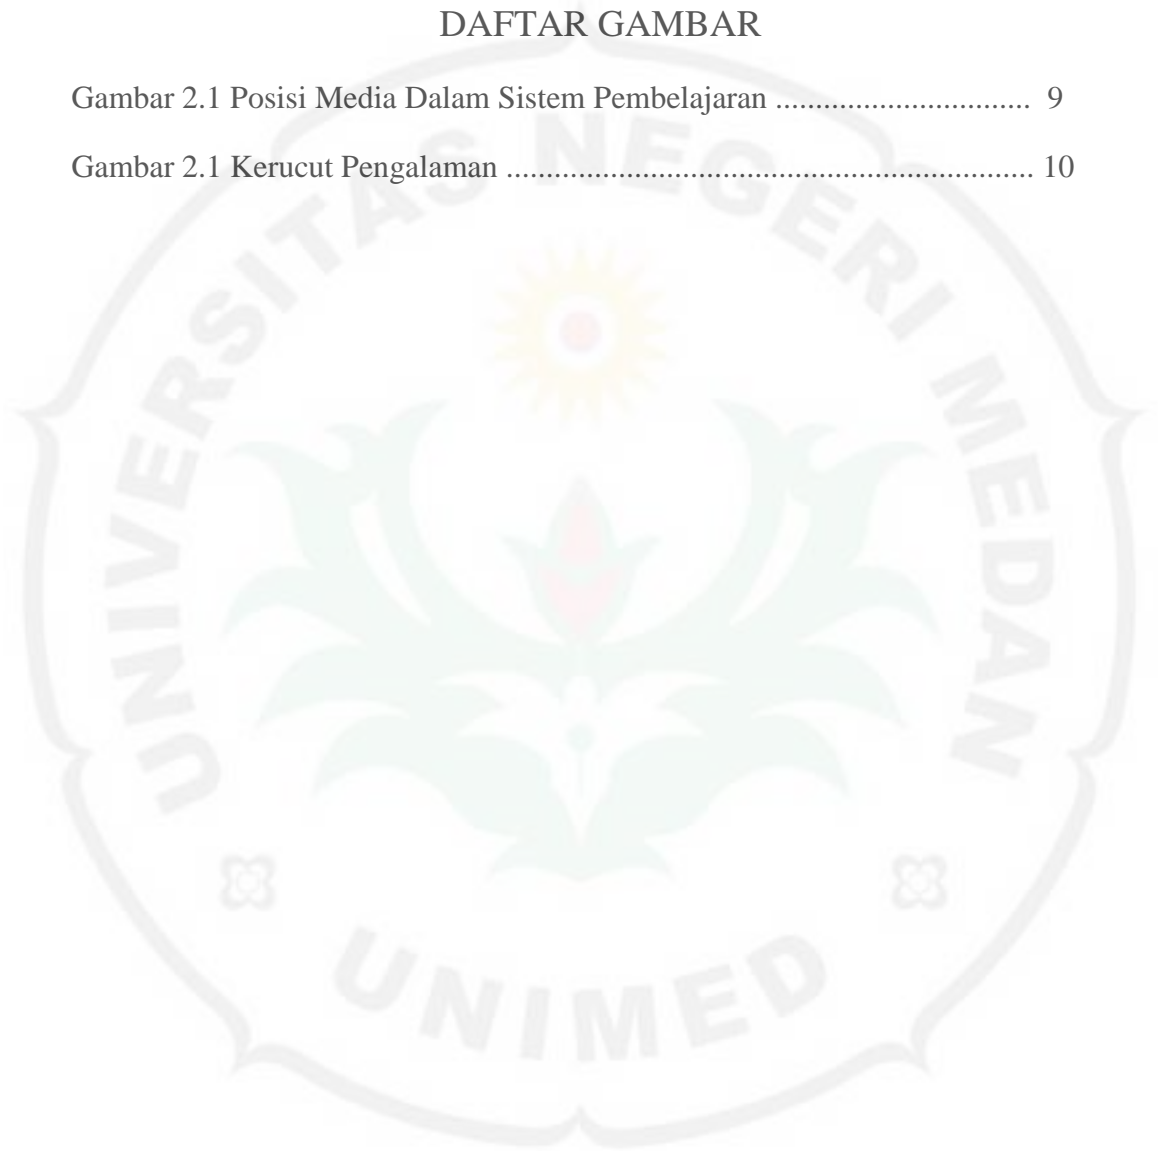 DAFTAR GAMBAR
Gambar 2.1 Posisi Media Dalam Sistem Pembelajaran ................................ 9
Gambar 2.1 Kerucut Pengalaman .................................................................. 10
UNIVERSITAS NEGERI MEDAN
UNIMED